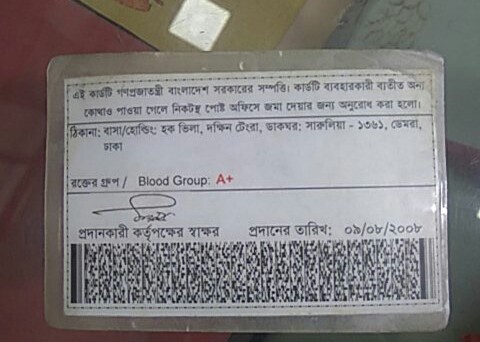 এই কার্ডটি গণপ্রজাতন্ত্রী বাংলাদেশ সরকারের সম্পত্তি। কার্ডটি ব্যবহারকারী ব্যতীত অন্য
কোথাও পাওয়া গেলে নিকটস্থ পোষ্ট অফিসে জমা দেয়ার জন্য অনুরোধ করা হলো।
ঠিকানা: বাসা/হোল্ডিং: হক ভিলা, দক্ষিন টেংরা, ডাকঘর: সারুলিয়া - ১৩৬১, ডেমরা,
ঢাকা
রক্তের গ্রুপ / Blood Group: A+
প্রদানকারী কর্তৃপক্ষের স্বাক্ষর প্রদানের তারিখ: ০৯/০৮/২০০৮